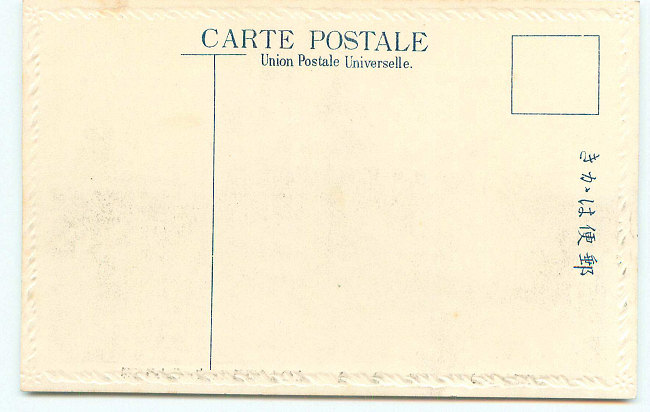 CARTE POSTALE
Union Postale Universelle.
郵便はがき